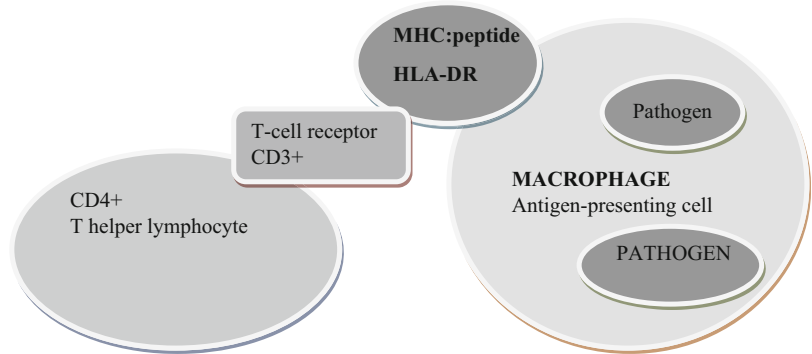 MHC:peptide
HLA-DR
T-cell receptor
CD3+
CD4+
T helper lymphocyte
Pathogen
MACROPHAGE
Antigen-presenting cell
PATHOGEN